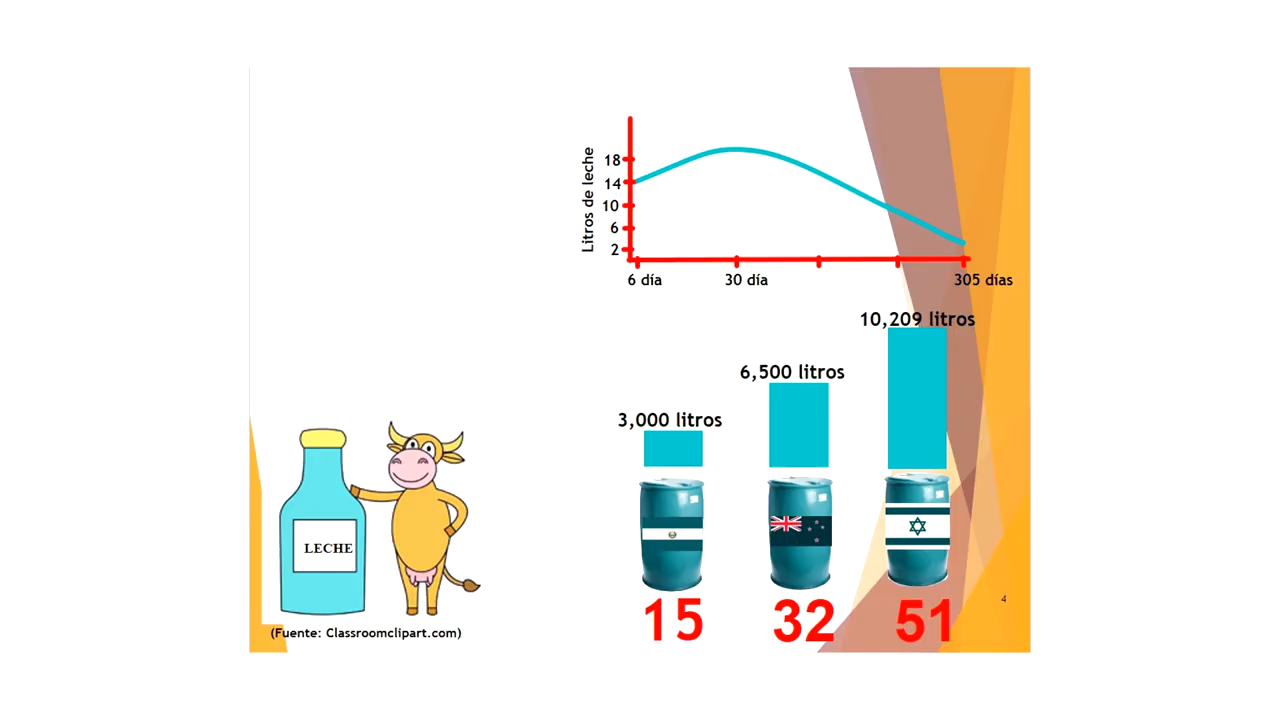 Litros de leche
18
14
10
6
2
6 día
30 día
305 días
10,209 litros
6,500 litros
3,000 litros
LECHE
15
32
51
4
(Fuente: Classroomclipart.com)